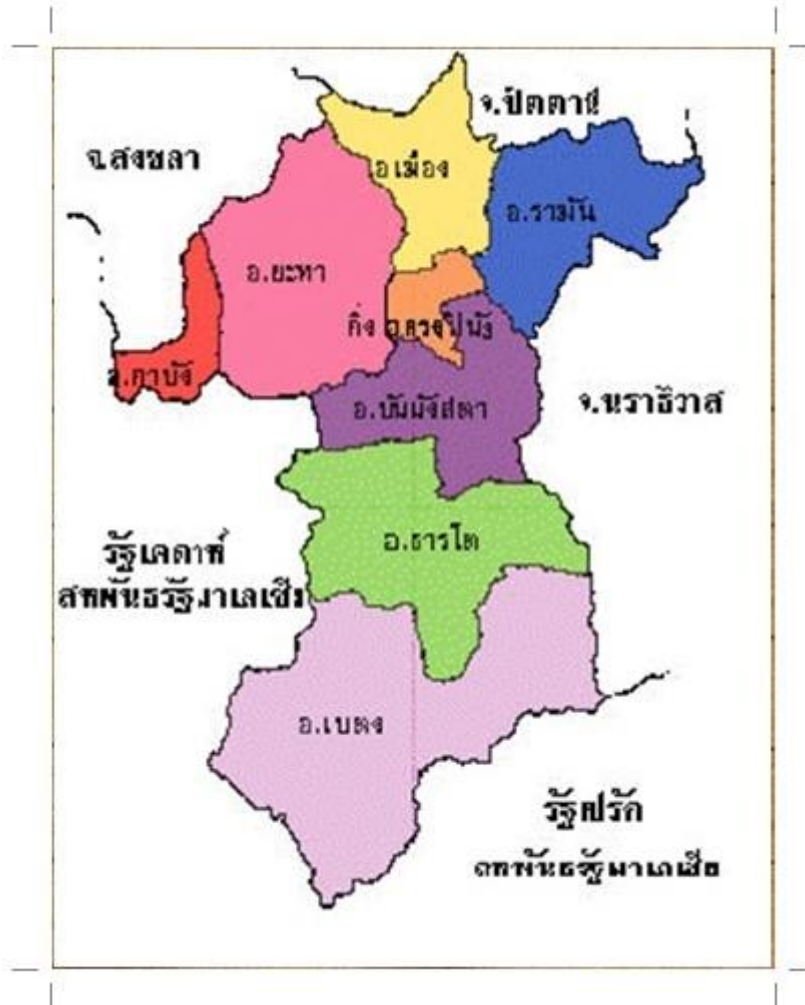 จ.ปัตตานี
จ.สงขลา
อ.เมือง
อ.รามัน
อ.ยะหา
กิ่ง อ.กรงปินัง
อ.กาบัง
อ.บันนังสตา
จ.นราธิวาส
อ.ธารโต
รัฐเคดาห์
สหพันธรัฐมาเลเซีย
อ.เบตง
รัฐเปรัก
สหพันธรัฐมาเลเซีย